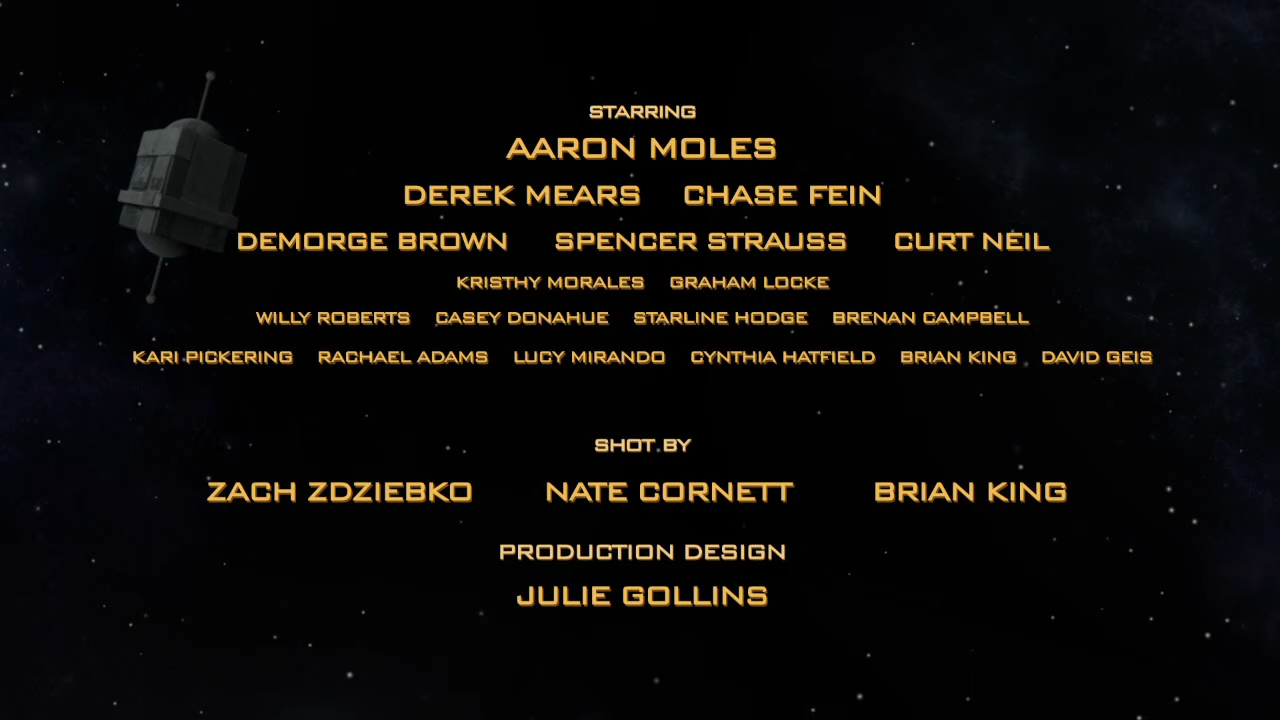 STARRING
AARON MOLES
DEREK MEARS CHASE FEIN
DEMORGE BROWN SPENCER STRAUSS CURT NEIL
KRISTHY MORALES GRAHAM LOCKE
WILLY ROBERTS CASEY DONAHUE STARLINE HODGE BRENAN CAMPBELL
KARI PICKERING RACHAEL ADAMS LUCY MIRANDO CYNTHIA HATFIELD BRIAN KING DAVID GEIS
SHOT BY
ZACH ZDZIEBKO NATE CORNETT BRIAN KING
PRODUCTION DESIGN
JULIE GOLLINS